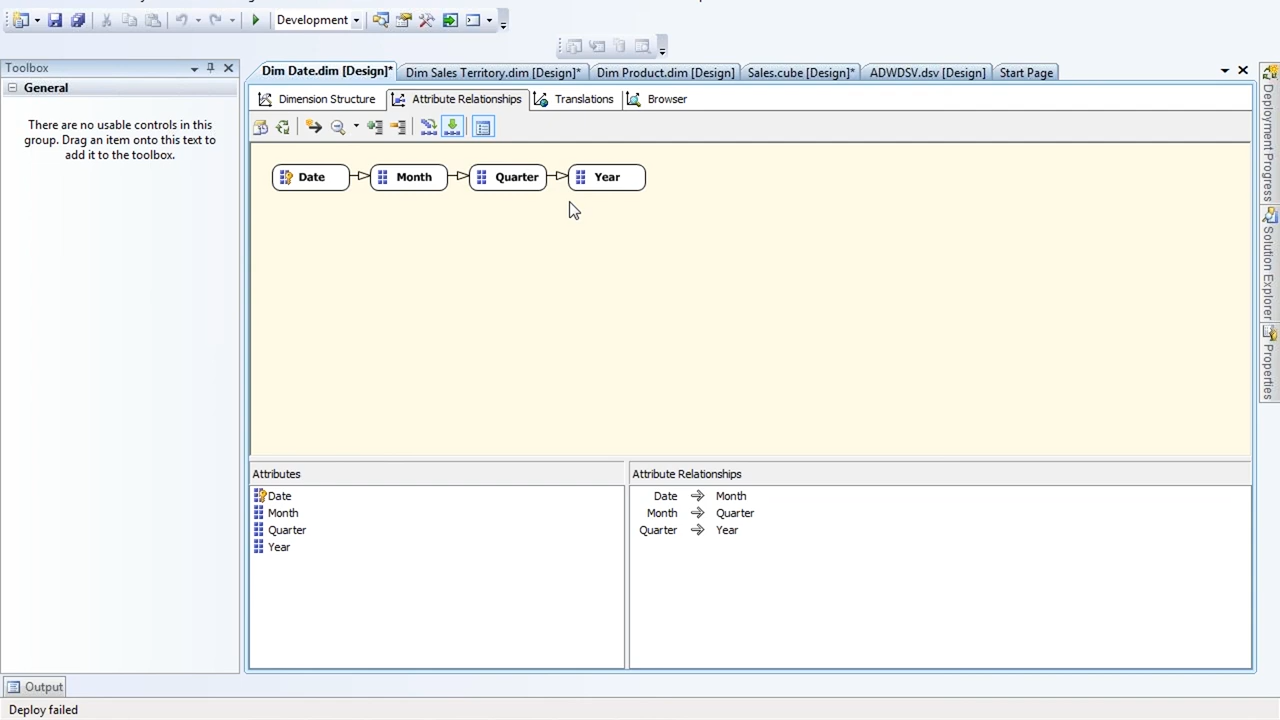 Development
Toolbox
General
There are no usable controls in this
group. Drag an item onto this text to
add it to the toolbox.
Dim Date.dim [Design]*
Dim Sales Territory.dim [Design]*
Dim Product.dim [Design]
Sales.cube [Design]*
ADWDSV.dsv [Design]
Start Page
Dimension Structure
Attribute Relationships
Translations
Browser
Date
Month
Quarter
Year
Attributes
Date
Month
Quarter
Year
Attribute Relationships
Date Month
Month Quarter
Quarter Year
Deployment Progress
Solution Explorer
Properties
Output
Deploy failed